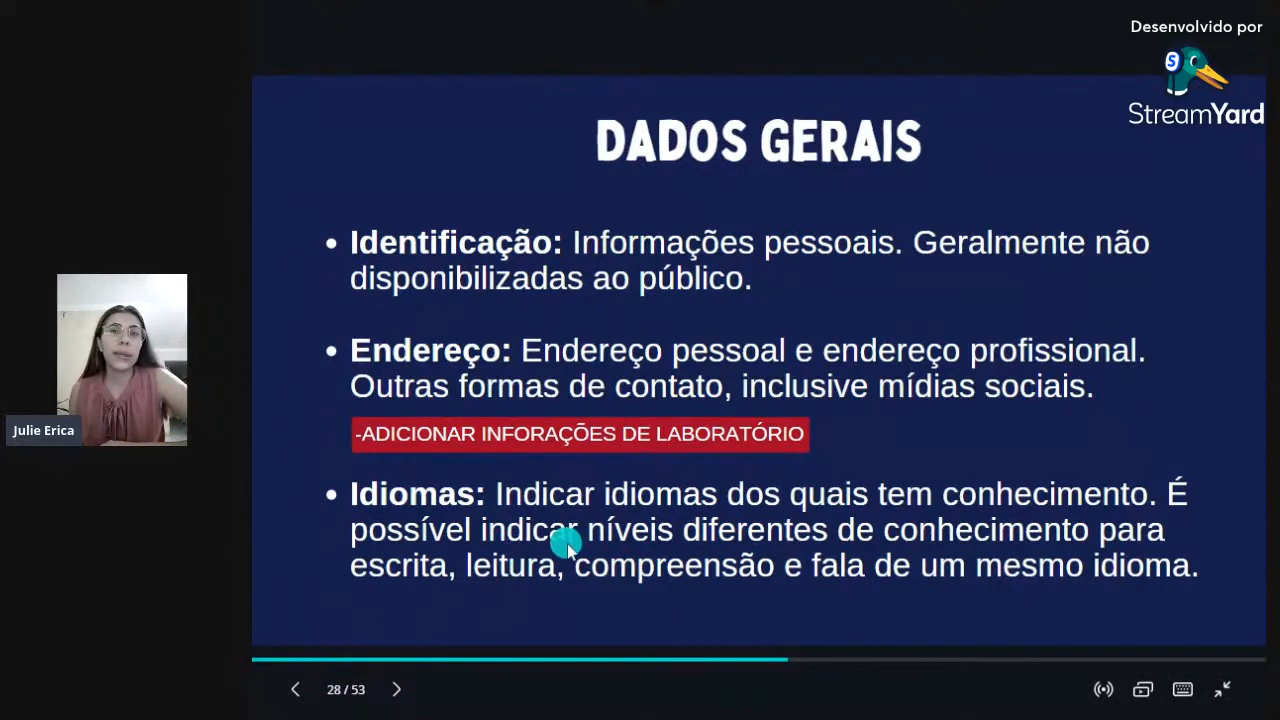 Desenvolvido por
StreamYard
DADOS GERAIS
• Identificação: Informações pessoais. Geralmente não
disponibilizadas ao público.
• Endereço: Endereço pessoal e endereço profissional.
Outras formas de contato, inclusive mídias sociais.
-ADICIONAR INFORAÇÕES DE LABORATÓRIO
Julie Erica
• Idiomas: Indicar idiomas dos quais tem conhecimento. É
possível indicar níveis diferentes de conhecimento para
escrita, leitura, compreensão e fala de um mesmo idioma.
28 / 53